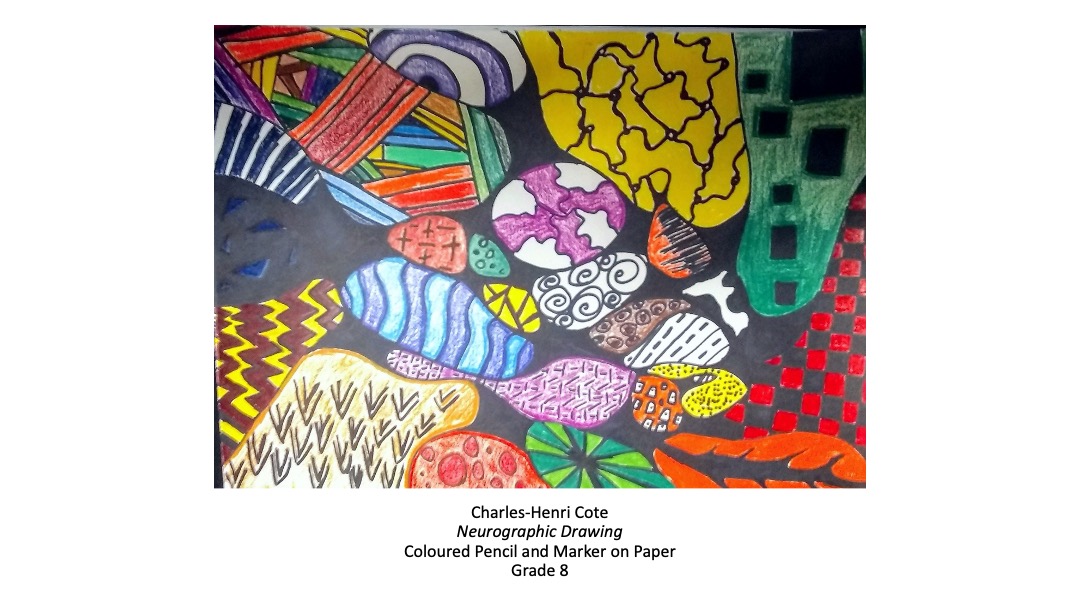 Charles-Henri Cote
Neurographic Drawing
Coloured Pencil and Marker on Paper
Grade 8